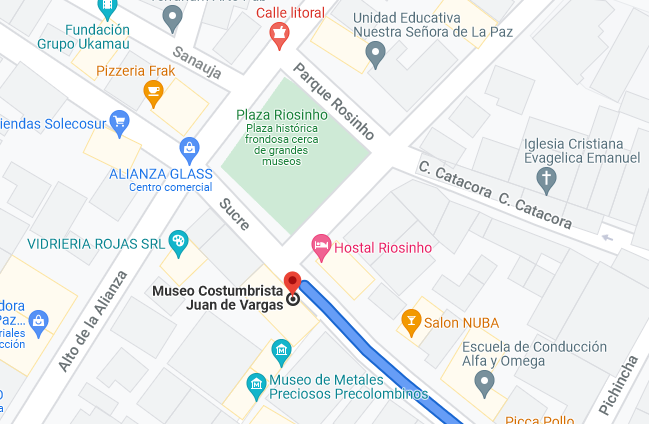 Fundación
Grupo Ukamau
Calle litoral
Unidad Educativa
Nuestra Señora de La Paz
Sanauja
Pizzeria Frak
Parque Rosinho
Plaza Riosinho
Plaza histórica
frondosa cerca
de grandes
museos
iendas Solecosur
ALIANZA GLASS
Centro comercial
Iglesia Cristiana
Evagelica Emanuel
C. Catacora
C. Catacora
Sucre
VIDRIERIA ROJAS SRL
Hostal Riosinho
Alto de la Alianza
Museo Costumbrista
Juan de Vargas
dora
Paz...
riales
cción
Salon NUBA
Escuela de Conducción
Alfa y Omega
Museo de Metales
Preciosos Precolombinos
Pichincha
Picca Pollo